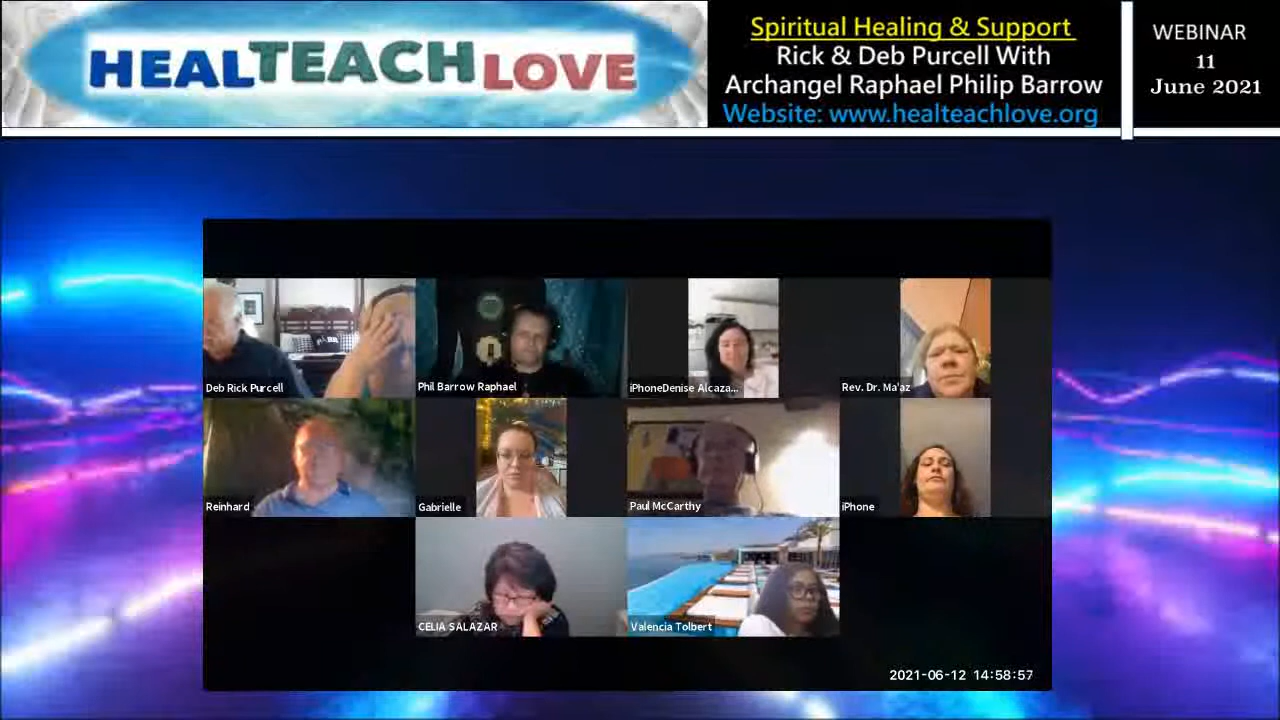 HEALTEACHLOVE
Spiritual Healing & Support
Rick & Deb Purcell With
Archangel Raphael Philip Barrow
Website: www.healteachlove.org
WEBINAR
11
June 2021
Deb Rick Purcell
Phil Barrow Raphael
iPhoneDenise Alcaza...
Rev. Dr. Ma'az
Reinhard
Gabrielle
Paul McCarthy
iPhone
CELIA SALAZAR
Valencia Tolbert
2021-06-12 14:58:57